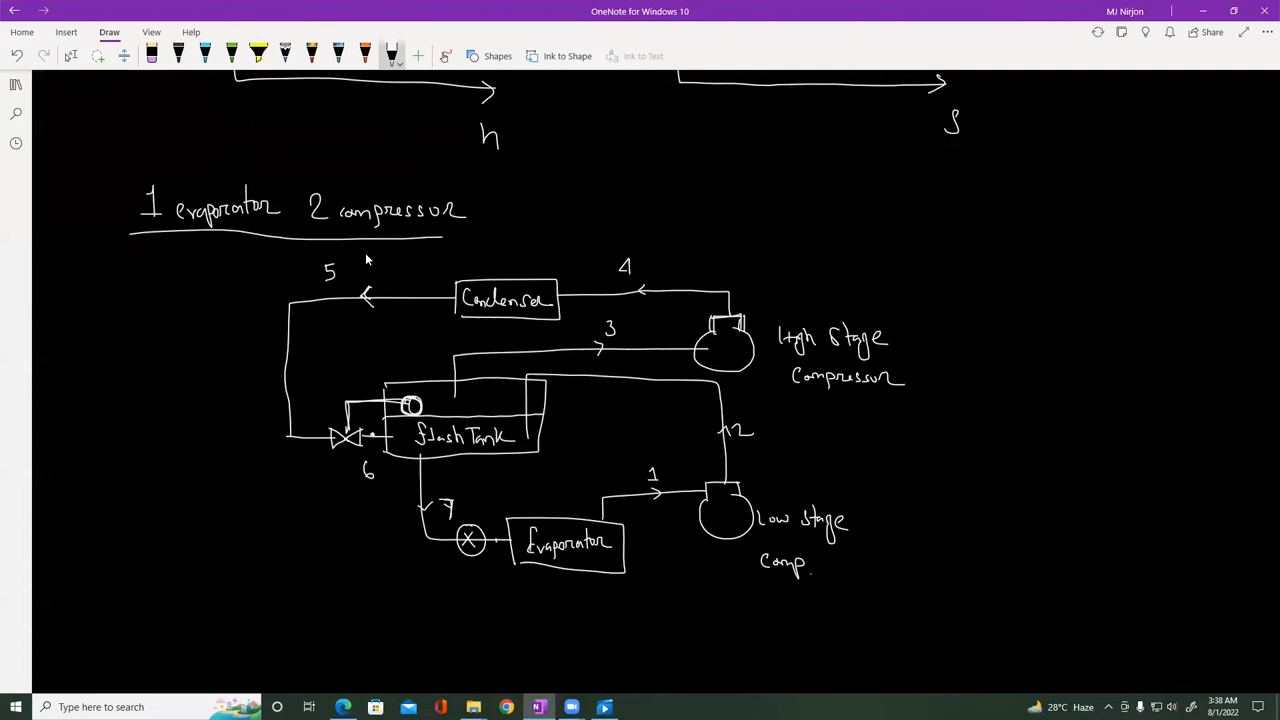 OneNote for Windows 10
MJ Nirjon
Home Insert Draw View Help
Shapes Ink to Shape Ink to Text Share
h
s
1 evaporator 2 compressor
5
4
Condenser
3
High Stage
Compressor
flash Tank
2
6
1
7
Low stage
Comp.
X
Evaporator
Type here to search
28°C Haze
3:38 AM
8/1/2022